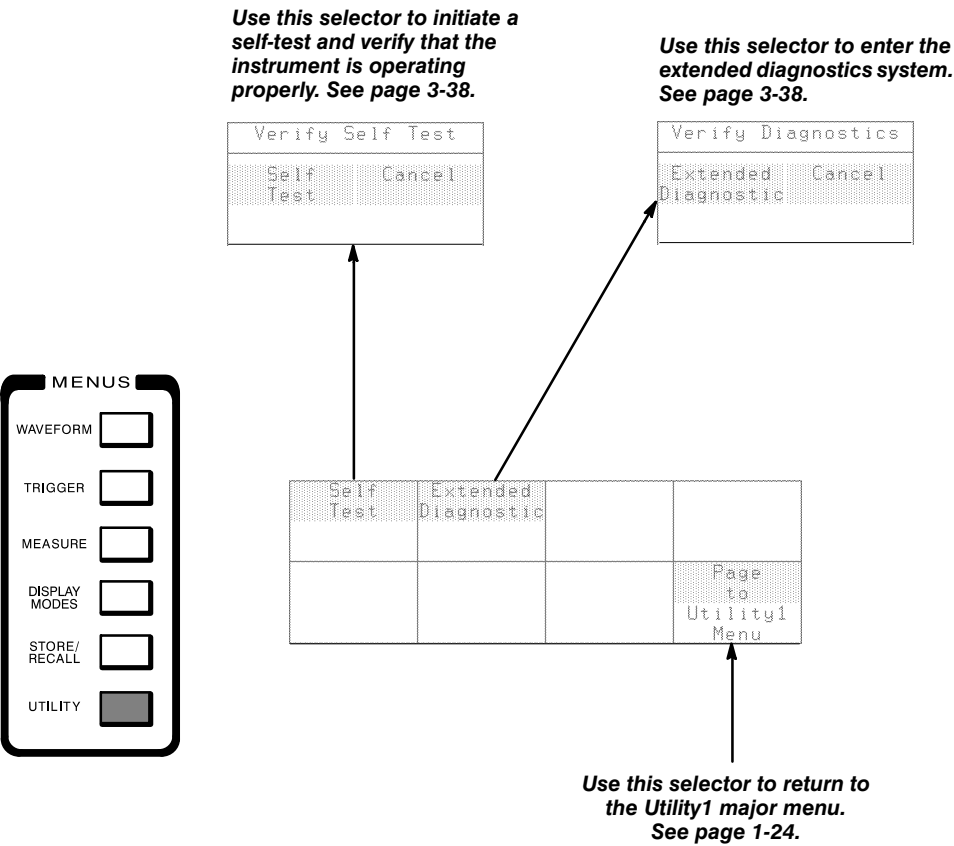 Use this selector to initiate a
self-test and verify that the
instrument is operating
properly. See page 3-38.
Use this selector to enter the
extended diagnostics system.
See page 3-38.
Verify Self Test
Self
Test
Cancel
Verify Diagnostics
Extended
Diagnostic
Cancel
MENUS
WAVEFORM
TRIGGER
MEASURE
DISPLAY
MODES
STORE/
RECALL
UTILITY
Self
Test
Extended
Diagnostic
Page
to
Utility1
Menu
Use this selector to return to
the Utility1 major menu.
See page 1-24.